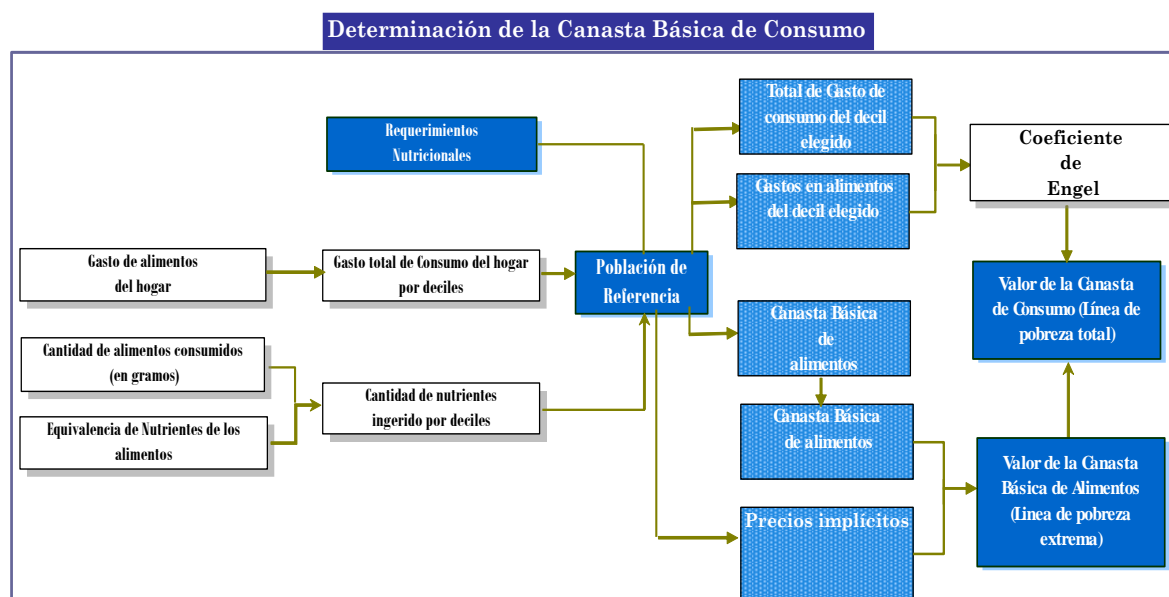 Determinación de la Canasta Básica de Consumo
Requerimientos
Nutricionales
Gasto de alimentos
del hogar
Gasto total de Consumo del hogar
por deciles
Cantidad de alimentos consumidos
(en gramos)
Equivalencia de Nutrientes de los
alimentos
Cantidad de nutrientes
ingerido por deciles
Población de
Referencia
Total de Gasto de
consumo del decil
elegido
Gastos en alimentos
del decil elegido
Canasta Básica
de
alimentos
Canasta Básica
de alimentos
Precios implícitos
Coeficiente
de
Engel
Valor de la Canasta
de Consumo (Línea de
pobreza total)
Valor de la Canasta
Básica de Alimentos
(Linea de pobreza
extrema)